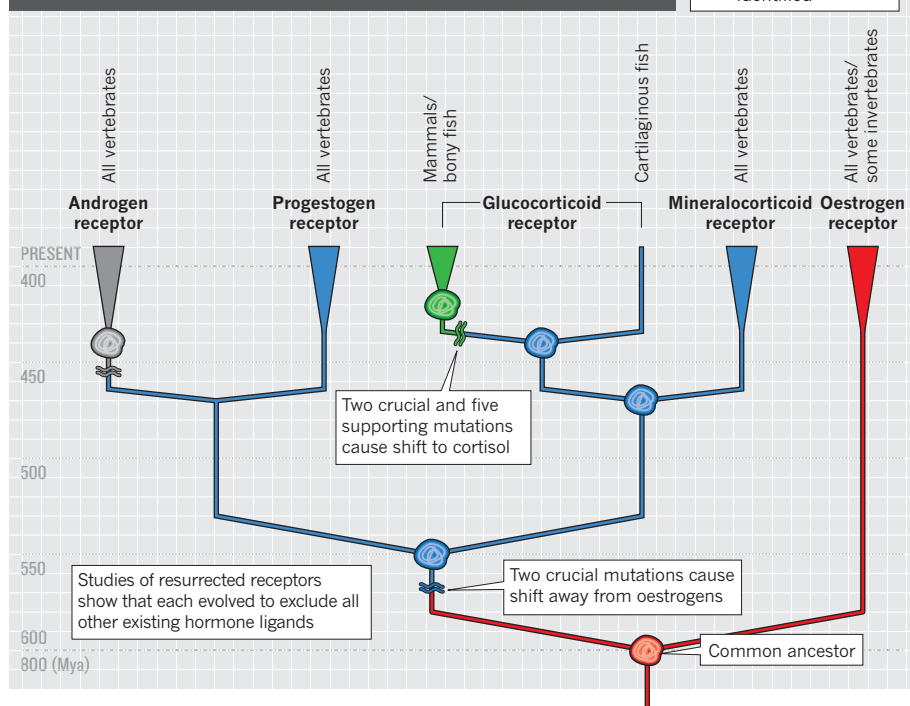 identified
All vertebrates
All vertebrates
Mammals/
bony fish
Cartilaginous fish
All vertebrates
All vertebrates/
some invertebrates
Androgen
receptor
Progestogen
receptor
Glucocorticoid
receptor
Mineralocorticoid
receptor
Oestrogen
receptor
PRESENT
400
450
Two crucial and five
supporting mutations
cause shift to cortisol
500
550
Studies of resurrected receptors
show that each evolved to exclude all
other existing hormone ligands
Two crucial mutations cause
shift away from oestrogens
600
Common ancestor
800 (Mya)